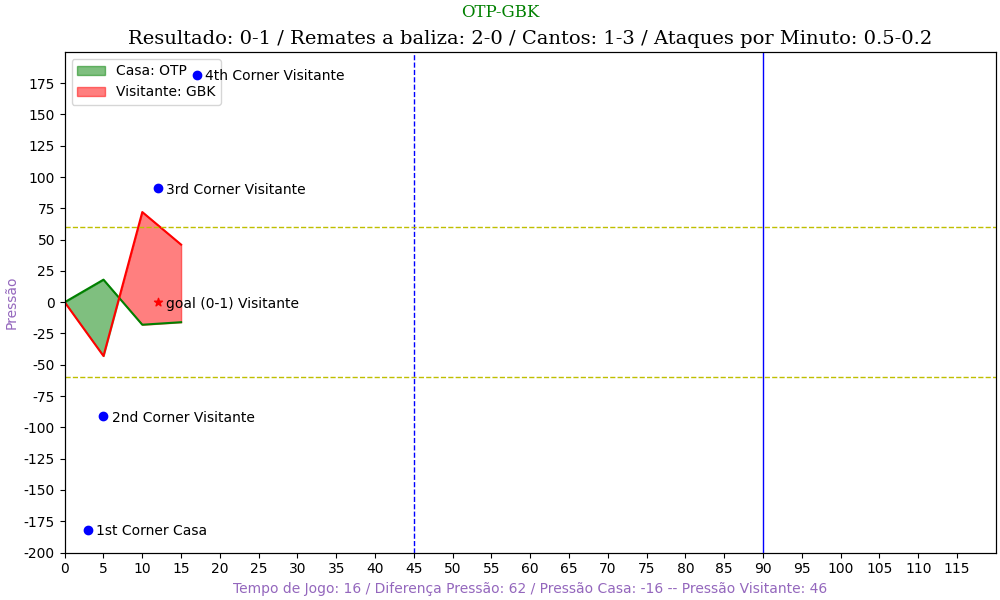 OTP-GBK
Resultado: 0-1 / Remates a baliza: 2-0 / Cantos: 1-3 / Ataques por Minuto: 0.5-0.2
Casa: OTP
Visitante: GBK
4th Corner Visitante
3rd Corner Visitante
goal (0-1) Visitante
2nd Corner Visitante
1st Corner Casa
Pressão
175
150
125
100
75
50
25
0
-25
-50
-75
-100
-125
-150
-175
-200
0 5 10 15 20 25 30 35 40 45 50 55 60 65 70 75 80 85 90 95 100 105 110 115
Tempo de Jogo: 16 / Diferença Pressão: 62 / Pressão Casa: -16 -- Pressão Visitante: 46